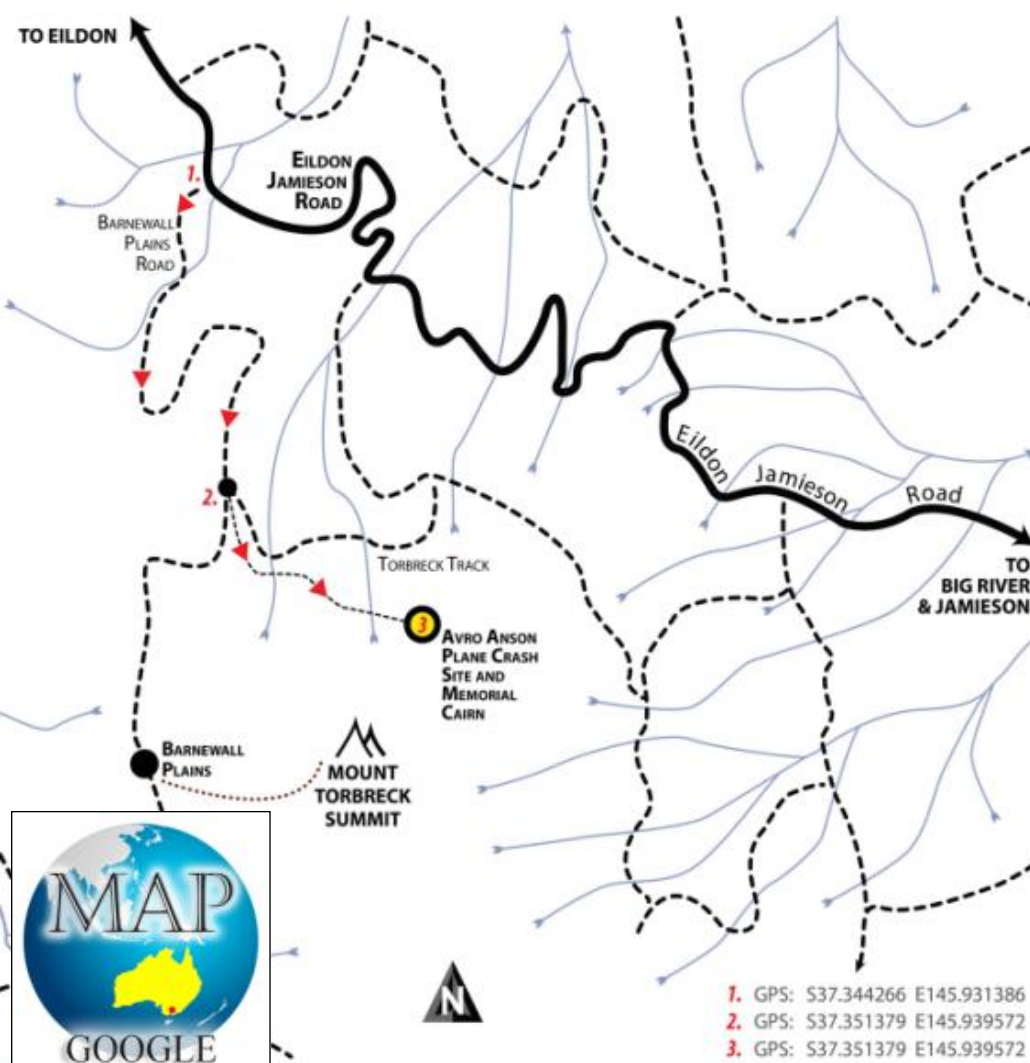 TO EILDON
EILDON
JAMIESON
ROAD
1.
BARNEWALL
PLAINS
ROAD
2.
Eildon Jamieson Road
TORBRECK TRACK
TO
BIG RIVER
& JAMIESON
3
AVRO ANSON
PLANE CRASH
SITE AND
MEMORIAL
CAIRN
BARNEWALL
PLAINS
MOUNT
TORBRECK
SUMMIT
MAP
GOOGLE
N
1. GPS: S37.344266 E145.931386
2. GPS: S37.351379 E145.939572
3. GPS: S37.351379 E145.939572